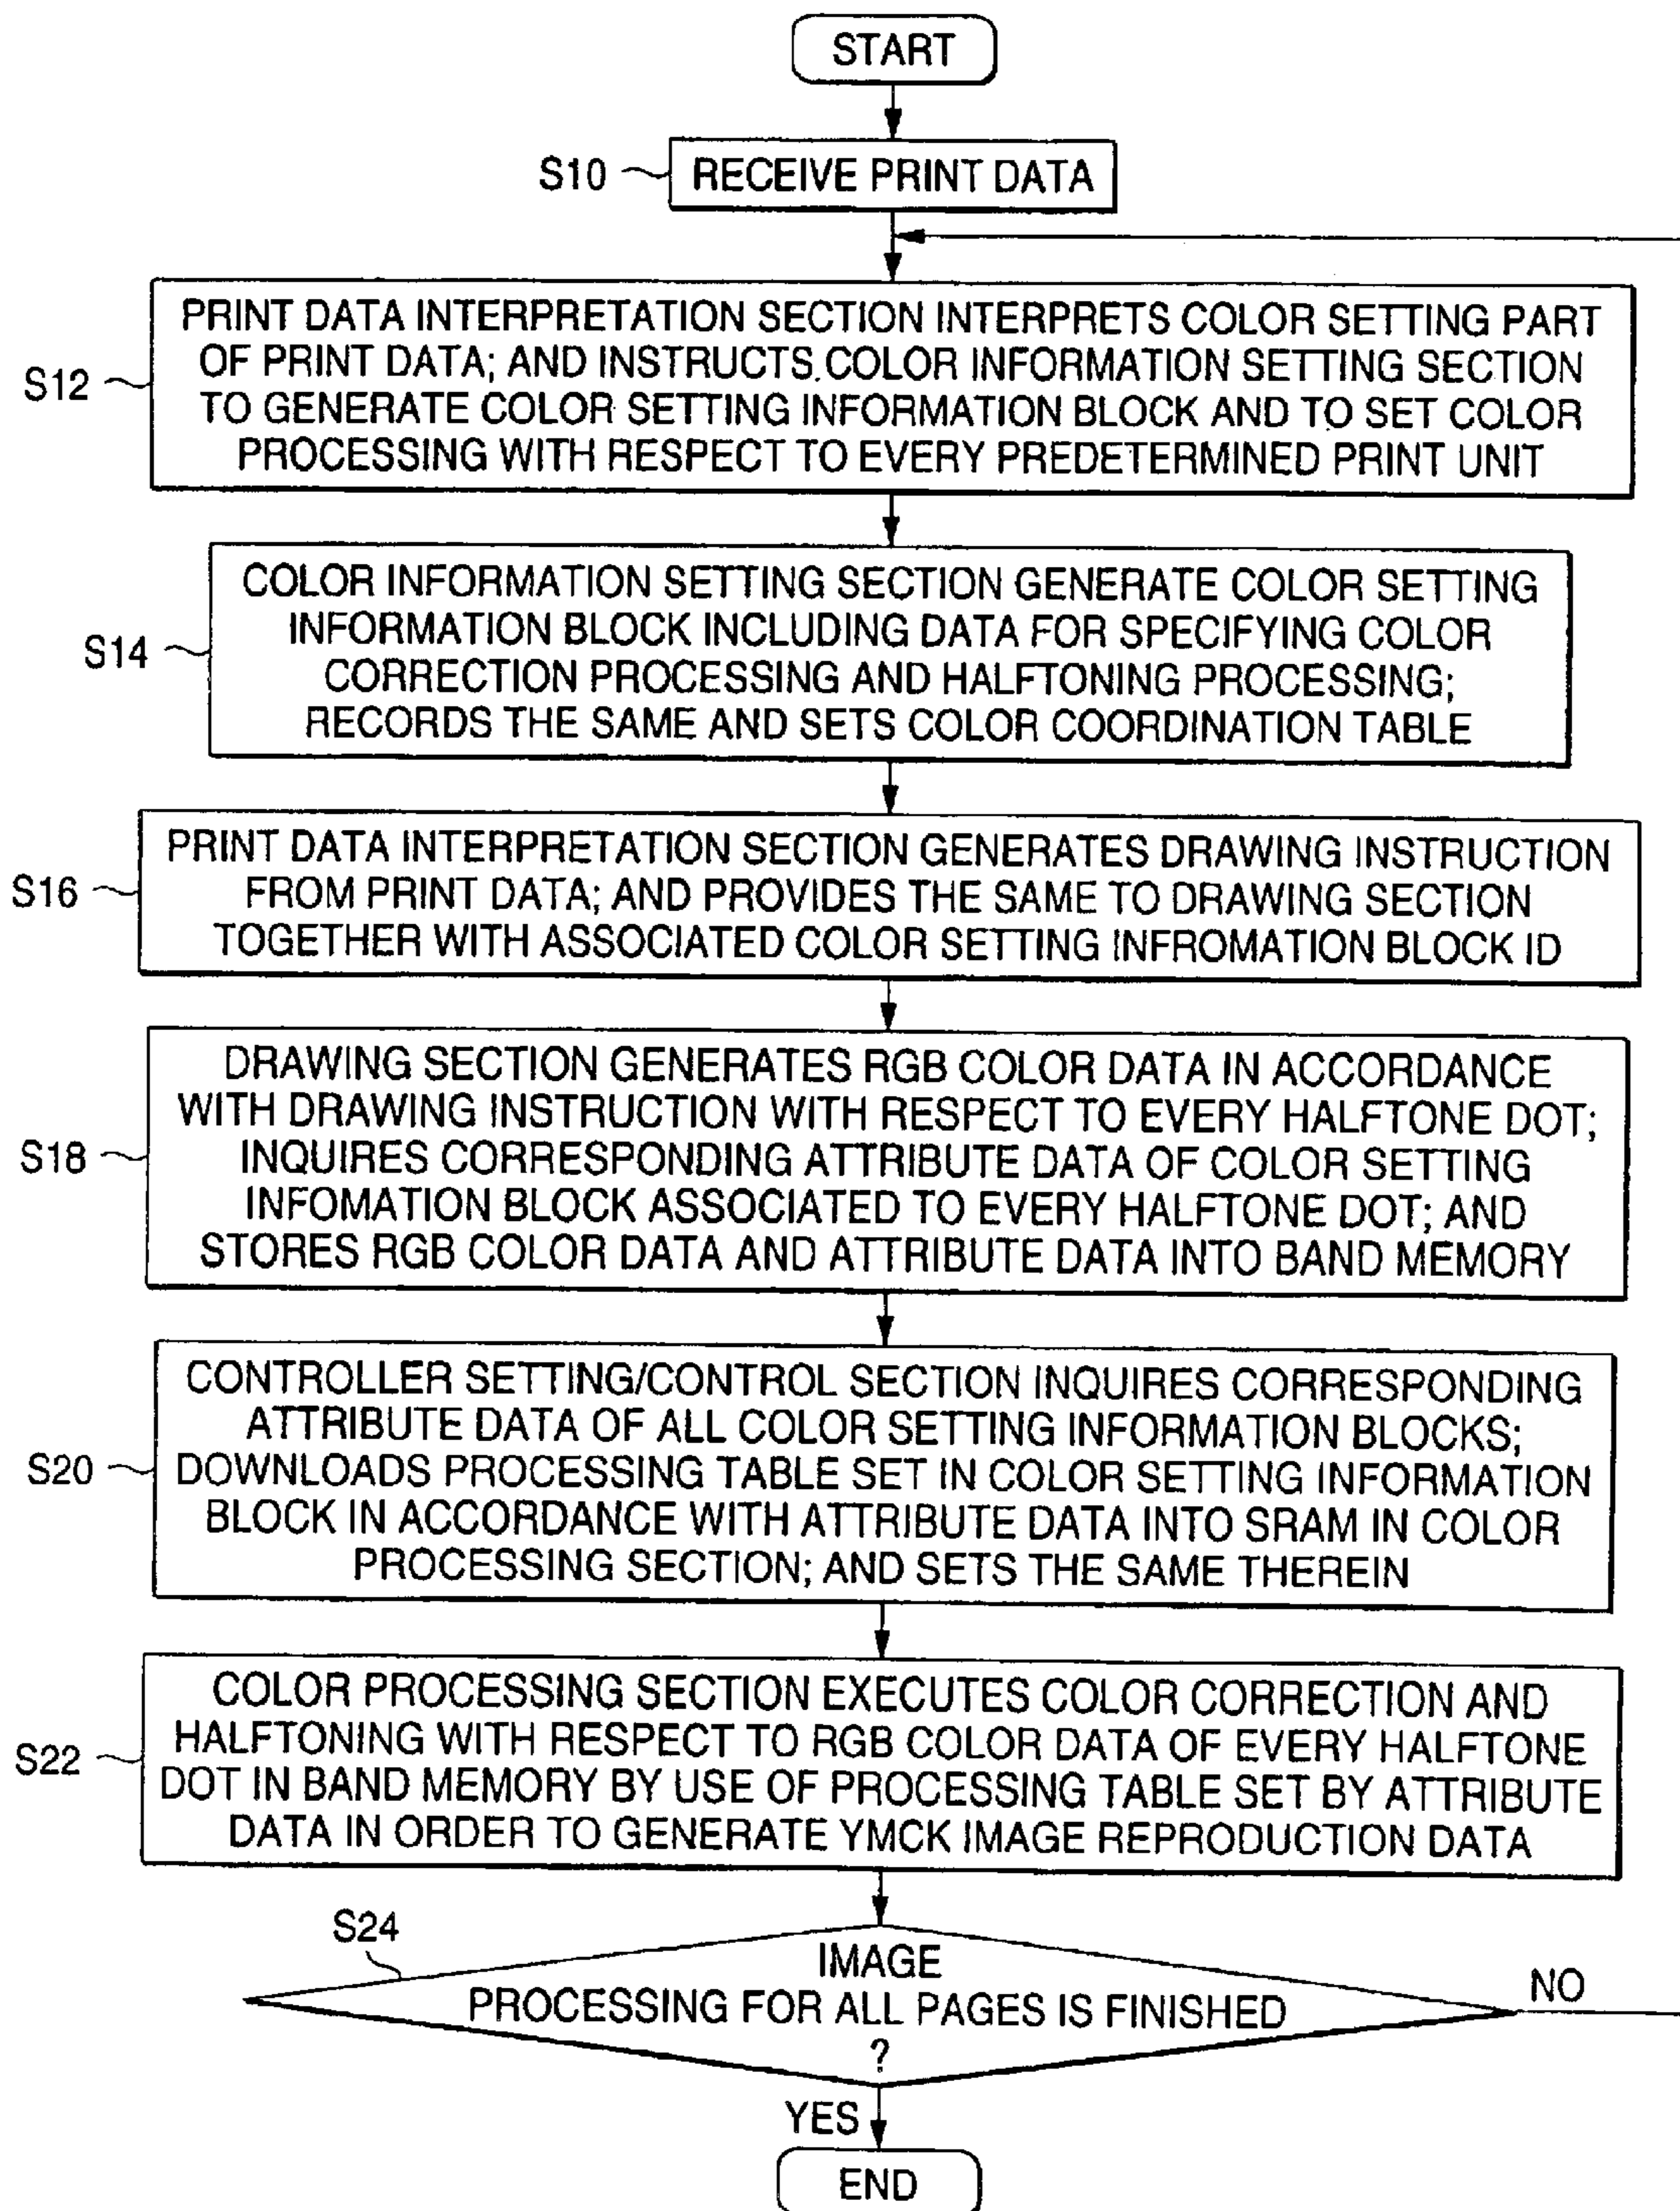 START
S10
RECEIVE PRINT DATA
S12
PRINT DATA INTERPRETATION SECTION INTERPRETS COLOR SETTING PART
OF PRINT DATA; AND INSTRUCTS COLOR INFORMATION SETTING SECTION
TO GENERATE COLOR SETTING INFORMATION BLOCK AND TO SET COLOR
PROCESSING WITH RESPECT TO EVERY PREDETERMINED PRINT UNIT
S14
COLOR INFORMATION SETTING SECTION GENERATE COLOR SETTING
INFORMATION BLOCK INCLUDING DATA FOR SPECIFYING COLOR
CORRECTION PROCESSING AND HALFTONING PROCESSING;
RECORDS THE SAME AND SETS COLOR COORDINATION TABLE
S16
PRINT DATA INTERPRETATION SECTION GENERATES DRAWING INSTRUCTION
FROM PRINT DATA; AND PROVIDES THE SAME TO DRAWING SECTION
TOGETHER WITH ASSOCIATED COLOR SETTING INFROMATION BLOCK ID
S18
DRAWING SECTION GENERATES RGB COLOR DATA IN ACCORDANCE
WITH DRAWING INSTRUCTION WITH RESPECT TO EVERY HALFTONE DOT;
INQUIRES CORRESPONDING ATTRIBUTE DATA OF COLOR SETTING
INFOMATION BLOCK ASSOCIATED TO EVERY HALFTONE DOT; AND
STORES RGB COLOR DATA AND ATTRIBUTE DATA INTO BAND MEMORY
S20
CONTROLLER SETTING/CONTROL SECTION INQUIRES CORRESPONDING
ATTRIBUTE DATA OF ALL COLOR SETTING INFORMATION BLOCKS;
DOWNLOADS PROCESSING TABLE SET IN COLOR SETTING INFORMATION
BLOCK IN ACCORDANCE WITH ATTRIBUTE DATA INTO SRAM IN COLOR
PROCESSING SECTION; AND SETS THE SAME THEREIN
S22
COLOR PROCESSING SECTION EXECUTES COLOR CORRECTION AND
HALFTONING WITH RESPECT TO RGB COLOR DATA OF EVERY HALFTONE
DOT IN BAND MEMORY BY USE OF PROCESSING TABLE SET BY ATTRIBUTE
DATA IN ORDER TO GENERATE YMCK IMAGE REPRODUCTION DATA
S24
IMAGE
PROCESSING FOR ALL PAGES IS FINISHED
?
NO
YES
END